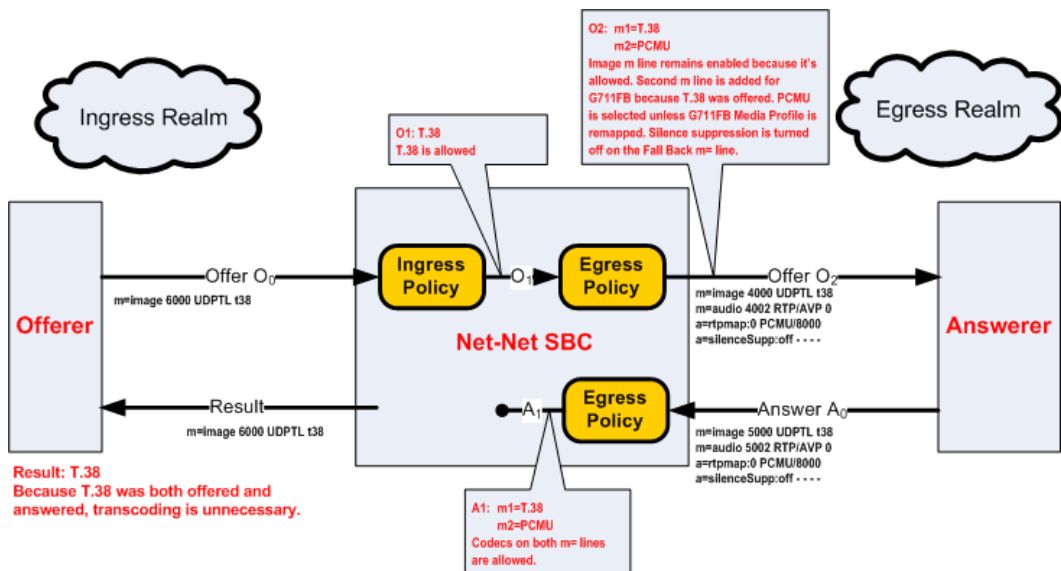 O2: m1=T.38
m2=PCMU
Image m line remains enabled because it's
allowed. Second m line is added for
G711FB because T.38 was offered. PCMU
is selected unless G711FB Media Profile is
remapped. Silence suppression is turned
off on the Fall Back m= line.
Ingress Realm
Egress Realm
O1: T.38
T.38 is allowed
Offerer
Offer O0
m=image 6000 UDPTL t38
Ingress
Policy
O1
Egress
Policy
Offer O2
m=image 4000 UDPTL t38
m=audio 4002 RTP/AVP 0
a=rtpmap:0 PCMU/8000
a=silenceSupp:off - - - -
Answerer
Net-Net SBC
Result
m=image 6000 UDPTL t38
A1
Egress
Policy
Answer A0
m=image 5000 UDPTL t38
m=audio 5002 RTP/AVP 0
a=rtpmap:0 PCMU/8000
a=silenceSupp:off - - - -
Result: T.38
Because T.38 was both offered and
answered, transcoding is unnecessary.
A1: m1=T.38
m2=PCMU
Codecs on both m= lines
are allowed.